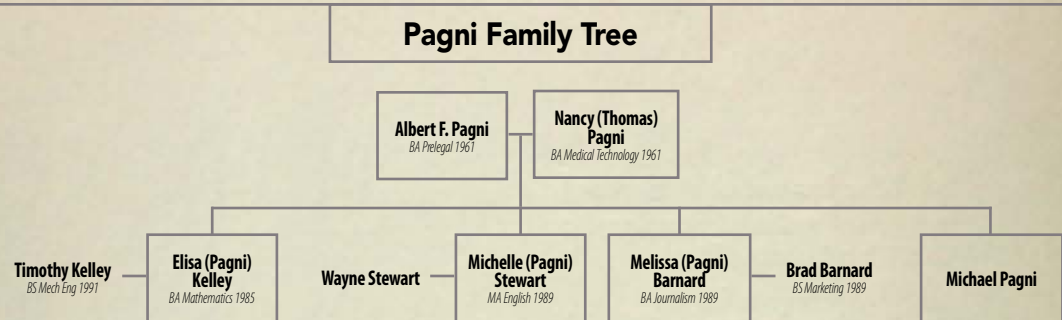 Pagni Family Tree
Albert F. Pagni
BA Prelegal 1961
Nancy (Thomas)
Pagni
BA Medical Technology 1961
Timothy Kelley
BS Mech Eng 1991
Elisa (Pagni)
Kelley
BA Mathematics 1985
Wayne Stewart
Michelle (Pagni)
Stewart
MA English 1989
Melissa (Pagni)
Barnard
BA Journalism 1989
Brad Barnard
BS Marketing 1989
Michael Pagni